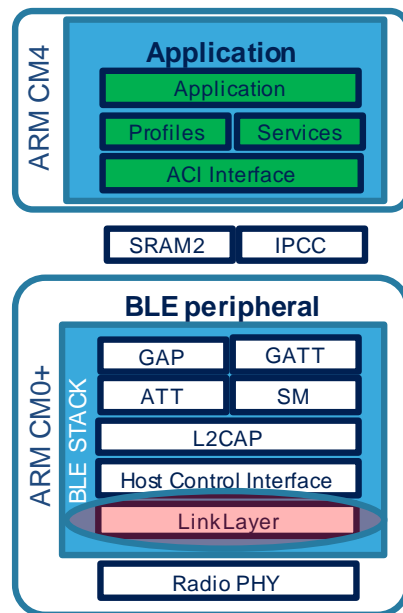 ARM CM4
Application
Application
Profiles Services
ACI Interface
SRAM2 IPCC
ARM CM0+
BLE peripheral
BLE STACK
GAP GATT
ATT SM
L2CAP
Host Control Interface
LinkLayer
Radio PHY